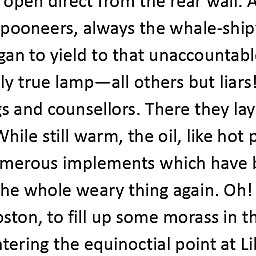 open direct from the rear wall. A
pooneers, always the whale-ship
gan to yield to that unaccountabl
ly true lamp—all others but liars!
s and counsellors. There they lay
While still warm, the oil, like hot p
merous implements which have b
he whole weary thing again. Oh!
oston, to fill up some morass in th
tering the equinoctial point at Li